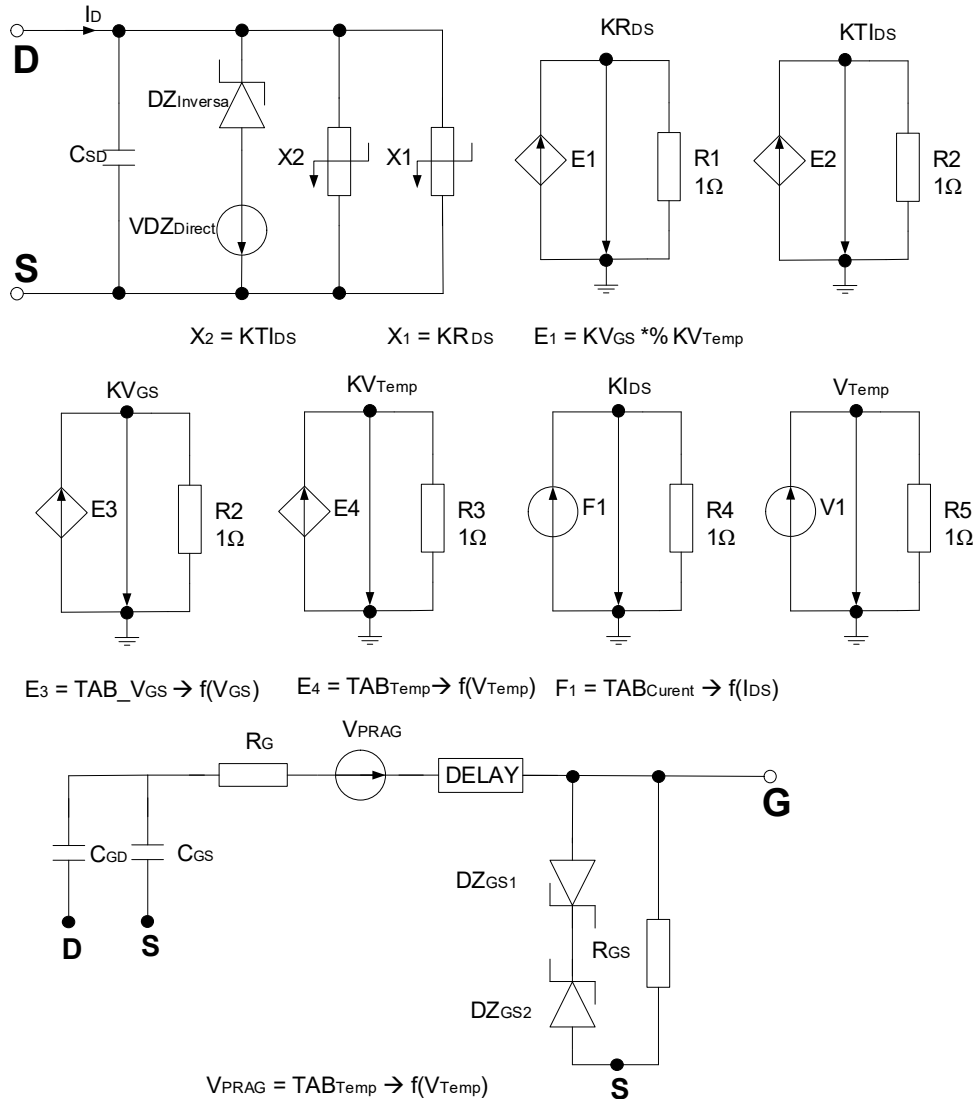 ID
D
KRDS
KTIDS
DZInversa
CSD
X2
X1
E1
R1
1Ω
E2
R2
1Ω
VDZDirect
S
X2 = KTIDS
X1 = KRDS
E1 = KVGS *% KVTemp
KVGS
KVTemp
KIDS
VTemp
E3
R2
1Ω
E4
R3
1Ω
F1
R4
1Ω
V1
R5
1Ω
E3 = TAB_VGS → f(VGS)
E4 = TABTemp → f(VTemp)
F1 = TABCurent → f(IDS)
VPRAG
RG
DELAY
G
CGD
CGS
DZGS1
D
S
RGS
DZGS2
S
VPRAG = TABTemp → f(VTemp)